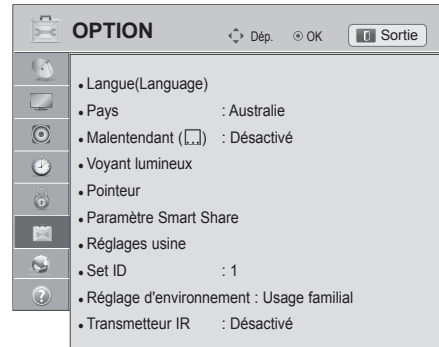 OPTION Dép. OK Sortie
• Langue(Language)
• Pays : Australie
• Malentendant ( ) : Désactivé
• Voyant lumineux
• Pointeur
• Paramètre Smart Share
• Réglages usine
• Set ID : 1
• Réglage d'environnement : Usage familial
• Transmetteur IR : Désactivé
?